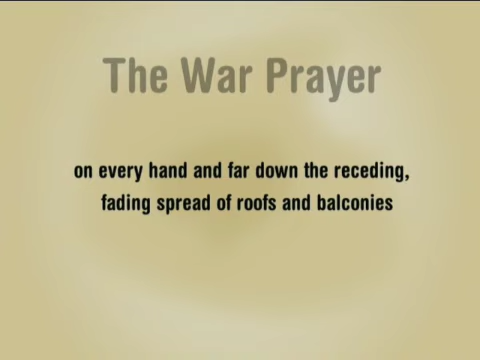 The War Prayer
on every hand and far down the receding,
fading spread of roofs and balconies